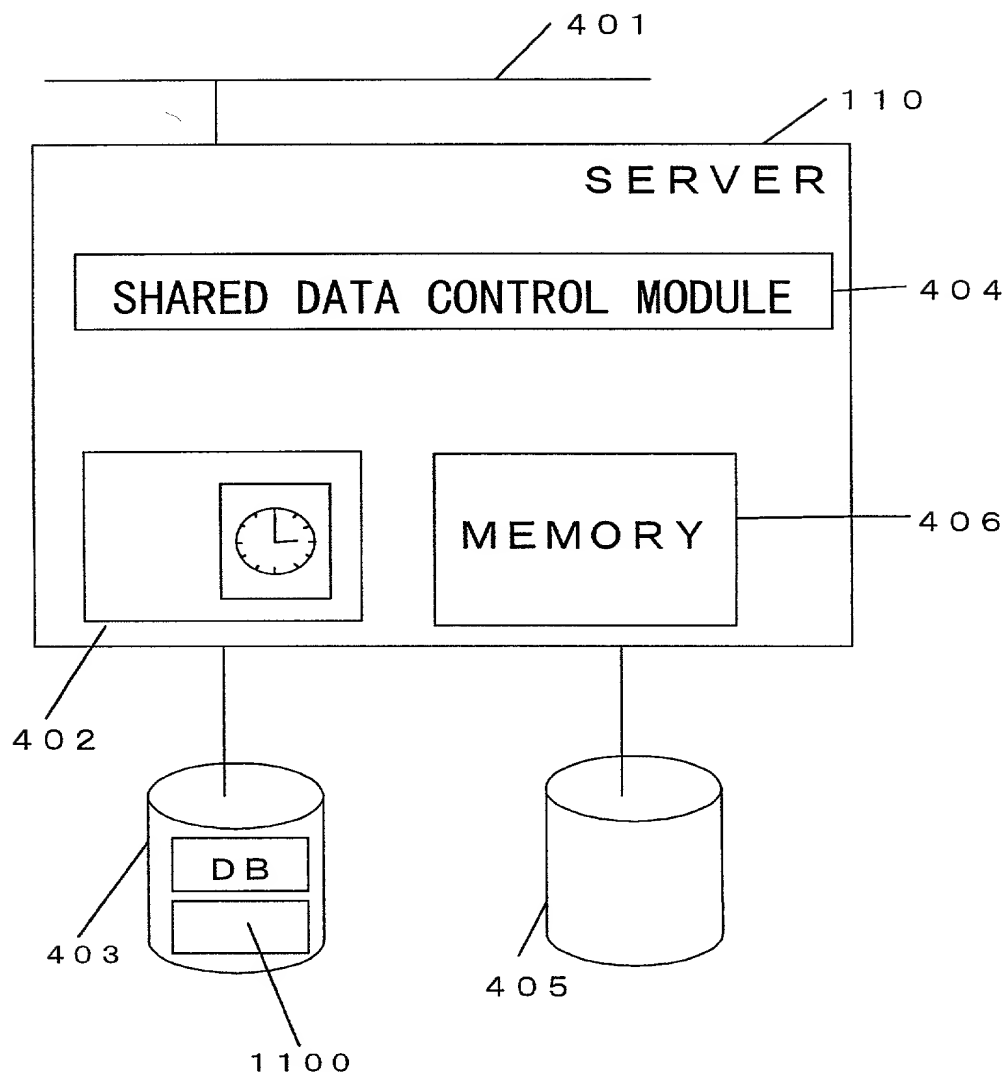 401
110
SERVER
SHARED DATA CONTROL MODULE
404
MEMORY
406
402
DB
403
405
1100